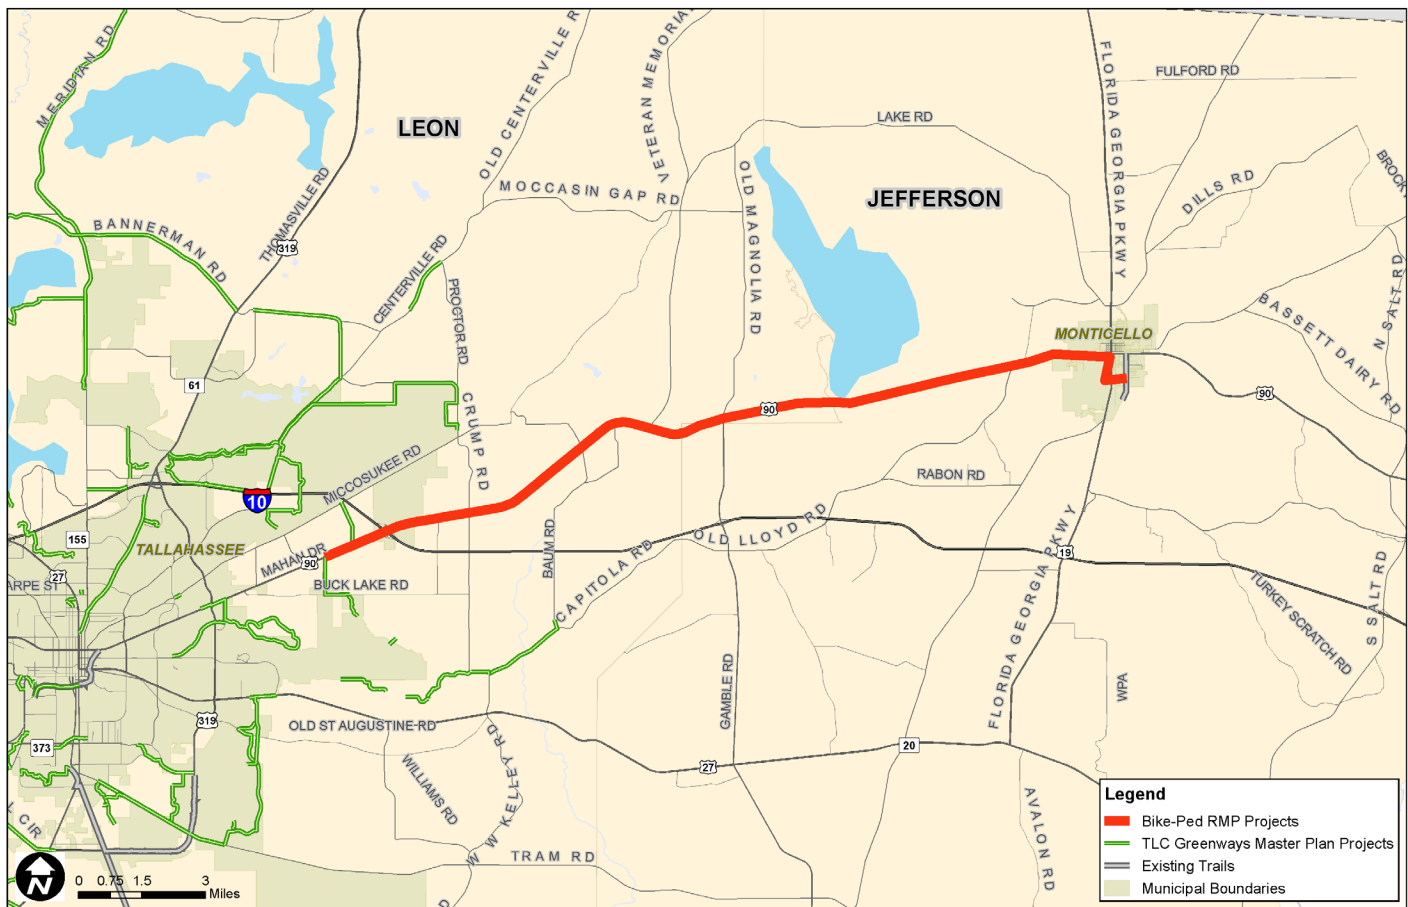 MERIDIAN RD
LEON
OLD CENTERVILLE R
VETERAN MEMORIA
FLORIDA GEORGIA PKWY
FULFORD RD
LAKE RD
BROCK
THOMASVILLE RD
319
MOCCASIN GAP RD
OLD MAGNOLIA RD
JEFFERSON
DILLS RD
BANNERMAN RD
CENTERVILLE RD
PROCTOR RD
N SALT RD
BASSETT DAIRY RD
MONTICELLO
61
90
90
CRUMP RD
MICCOSUKEE RD
RABON RD
10
155
TALLAHASSEE
MAHAN DR
90
27
ARPE ST
BUCK LAKE RD
BAUM RD
CAPITOLA RD
OLD LLOYD RD
FLORIDA GEORGIA PKWY
19
TURKEY SCRATCH RD
S SALT RD
GAMBLE RD
WPA
319
OLD ST AUGUSTINE RD
373
20
27
WILLIAMS RD
W W KELLEY RD
AVALON RD
L CIR
TRAM RD
N
0 0.75 1.5 3
Miles
Legend
Bike-Ped RMP Projects
TLC Greenways Master Plan Projects
Existing Trails
Municipal Boundaries